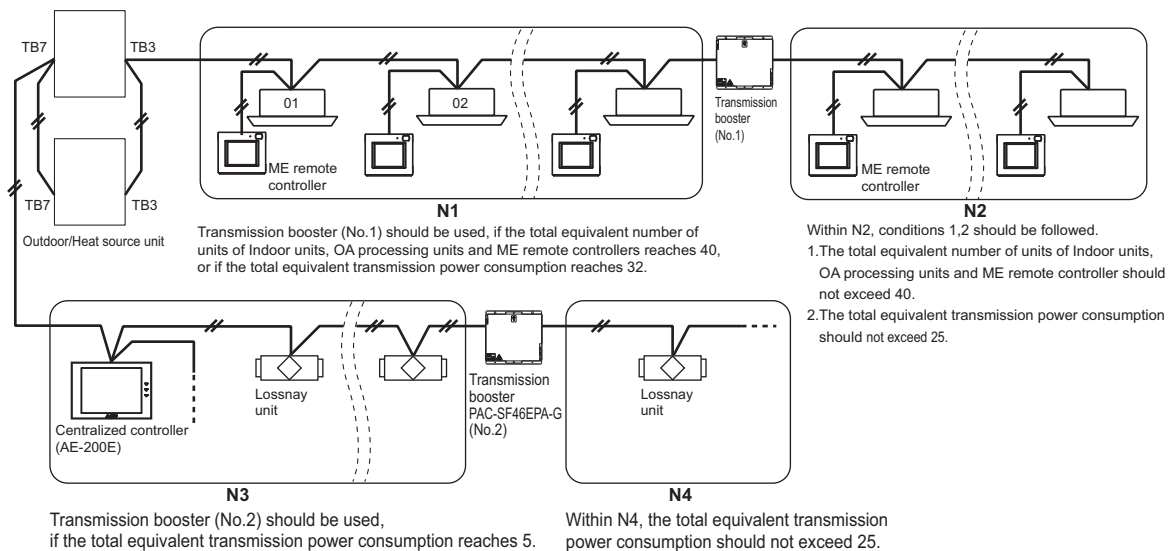 TB7
TB3
TB7
TB3
Outdoor/Heat source unit
01
02
ME remote
controller
N1
Transmission booster (No.1) should be used, if the total equivalent number of
units of Indoor units, OA processing units and ME remote controllers reaches 40,
or if the total equivalent transmission power consumption reaches 32.
Transmission
booster
(No.1)
ME remote
controller
N2
Within N2, conditions 1,2 should be followed.
1.The total equivalent number of units of Indoor units,
OA processing units and ME remote controller should
not exceed 40.
2.The total equivalent transmission power consumption
should not exceed 25.
Centralized controller
(AE-200E)
Lossnay
unit
Transmission
booster
PAC-SF46EPA-G
(No.2)
Lossnay
unit
N3
Transmission booster (No.2) should be used,
if the total equivalent transmission power consumption reaches 5.
N4
Within N4, the total equivalent transmission
power consumption should not exceed 25.